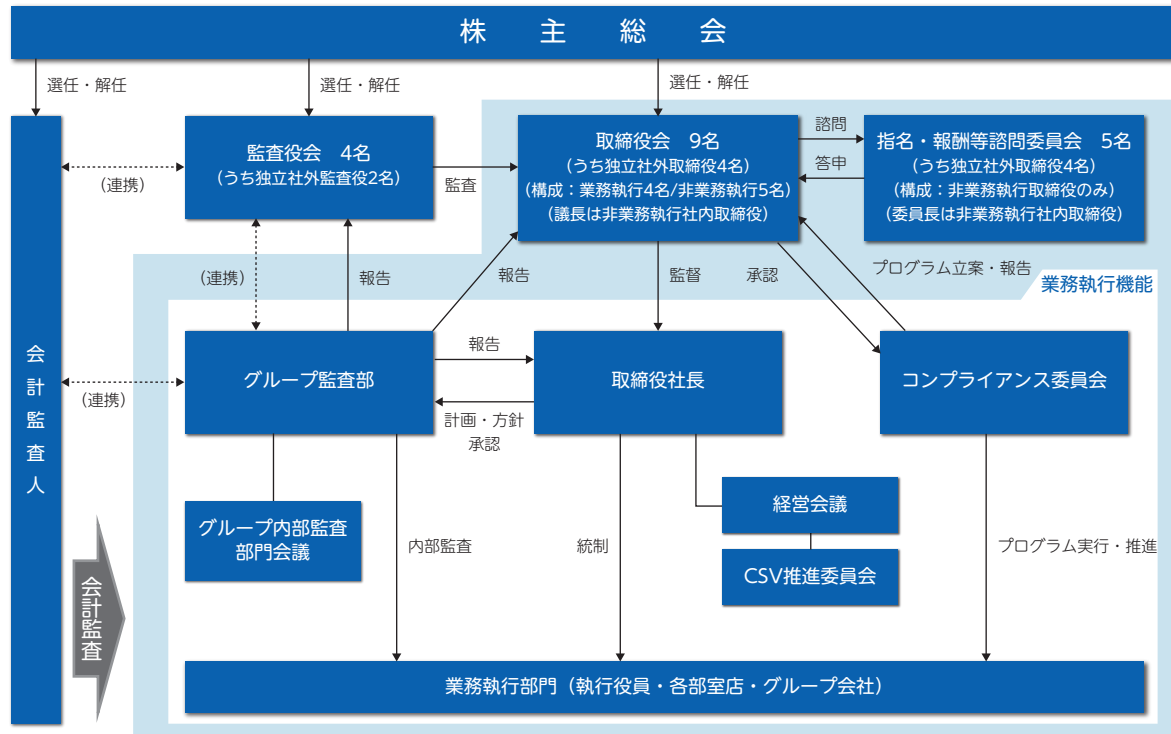 株主総会
選任・解任
選任・解任
選任・解任
監査役会　4名
(うち独立社外監査役2名)
取締役会　9名
(うち独立社外取締役4名)
(構成：業務執行4名/非業務執行5名)
(議長は非業務執行社内取締役)
指名・報酬等諮問委員会　5名
(うち独立社外取締役4名)
(構成：非業務執行取締役のみ)
(委員長は非業務執行社内取締役)
諮問
答申
(連携)
監査
(連携)
報告
報告
監督
承認
プログラム立案・報告
業務執行機能
会計監査人
(連携)
グループ監査部
報告
計画・方針
承認
取締役社長
コンプライアンス委員会
グループ内部監査
部門会議
内部監査
統制
経営会議
CSV推進委員会
プログラム実行・推進
会計監査
業務執行部門（執行役員・各部室店・グループ会社）